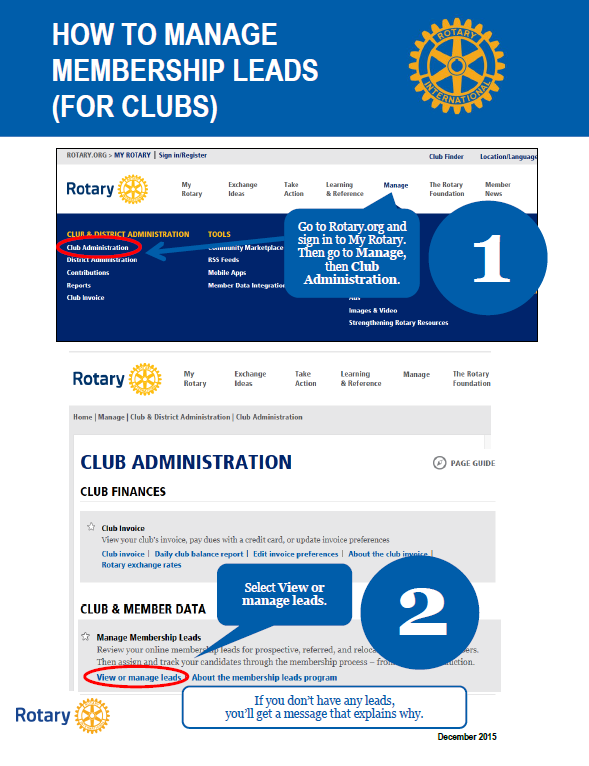 HOW TO MANAGE
MEMBERSHIP LEADS
(FOR CLUBS)
ROTARY
INTERNATIONAL
ROTARY.ORG > MY ROTARY | Sign in/Register
Club Finder Location/Language
Rotary
My Rotary
Exchange Ideas
Take Action
Learning & Reference
Manage
The Rotary Foundation
Member News
CLUB & DISTRICT ADMINISTRATION
Club Administration
District Administration
Contributions
Reports
Club Invoice
TOOLS
Community Marketplace
RSS Feeds
Mobile Apps
Member Data Integration
Ads
Images & Video
Strengthening Rotary Resources
Go to Rotary.org and
sign in to My Rotary.
Then go to Manage,
then Club
Administration.
1
Rotary
My Rotary
Exchange Ideas
Take Action
Learning & Reference
Manage
The Rotary Foundation
Home | Manage | Club & District Administration | Club Administration
CLUB ADMINISTRATION
PAGE GUIDE
CLUB FINANCES
Club Invoice
View your club's invoice, pay dues with a credit card, or update invoice preferences
Club invoice | Daily club balance report | Edit invoice preferences | About the club invoice |
Rotary exchange rates
Select View or
manage leads.
2
CLUB & MEMBER DATA
Manage Membership Leads
Review your online membership leads for prospective, referred, and
Then assign and track your candidates through the membership process –
View or manage leads About the membership leads program
If you don't have any leads,
you'll get a message that explains why.
Rotary
December 2015